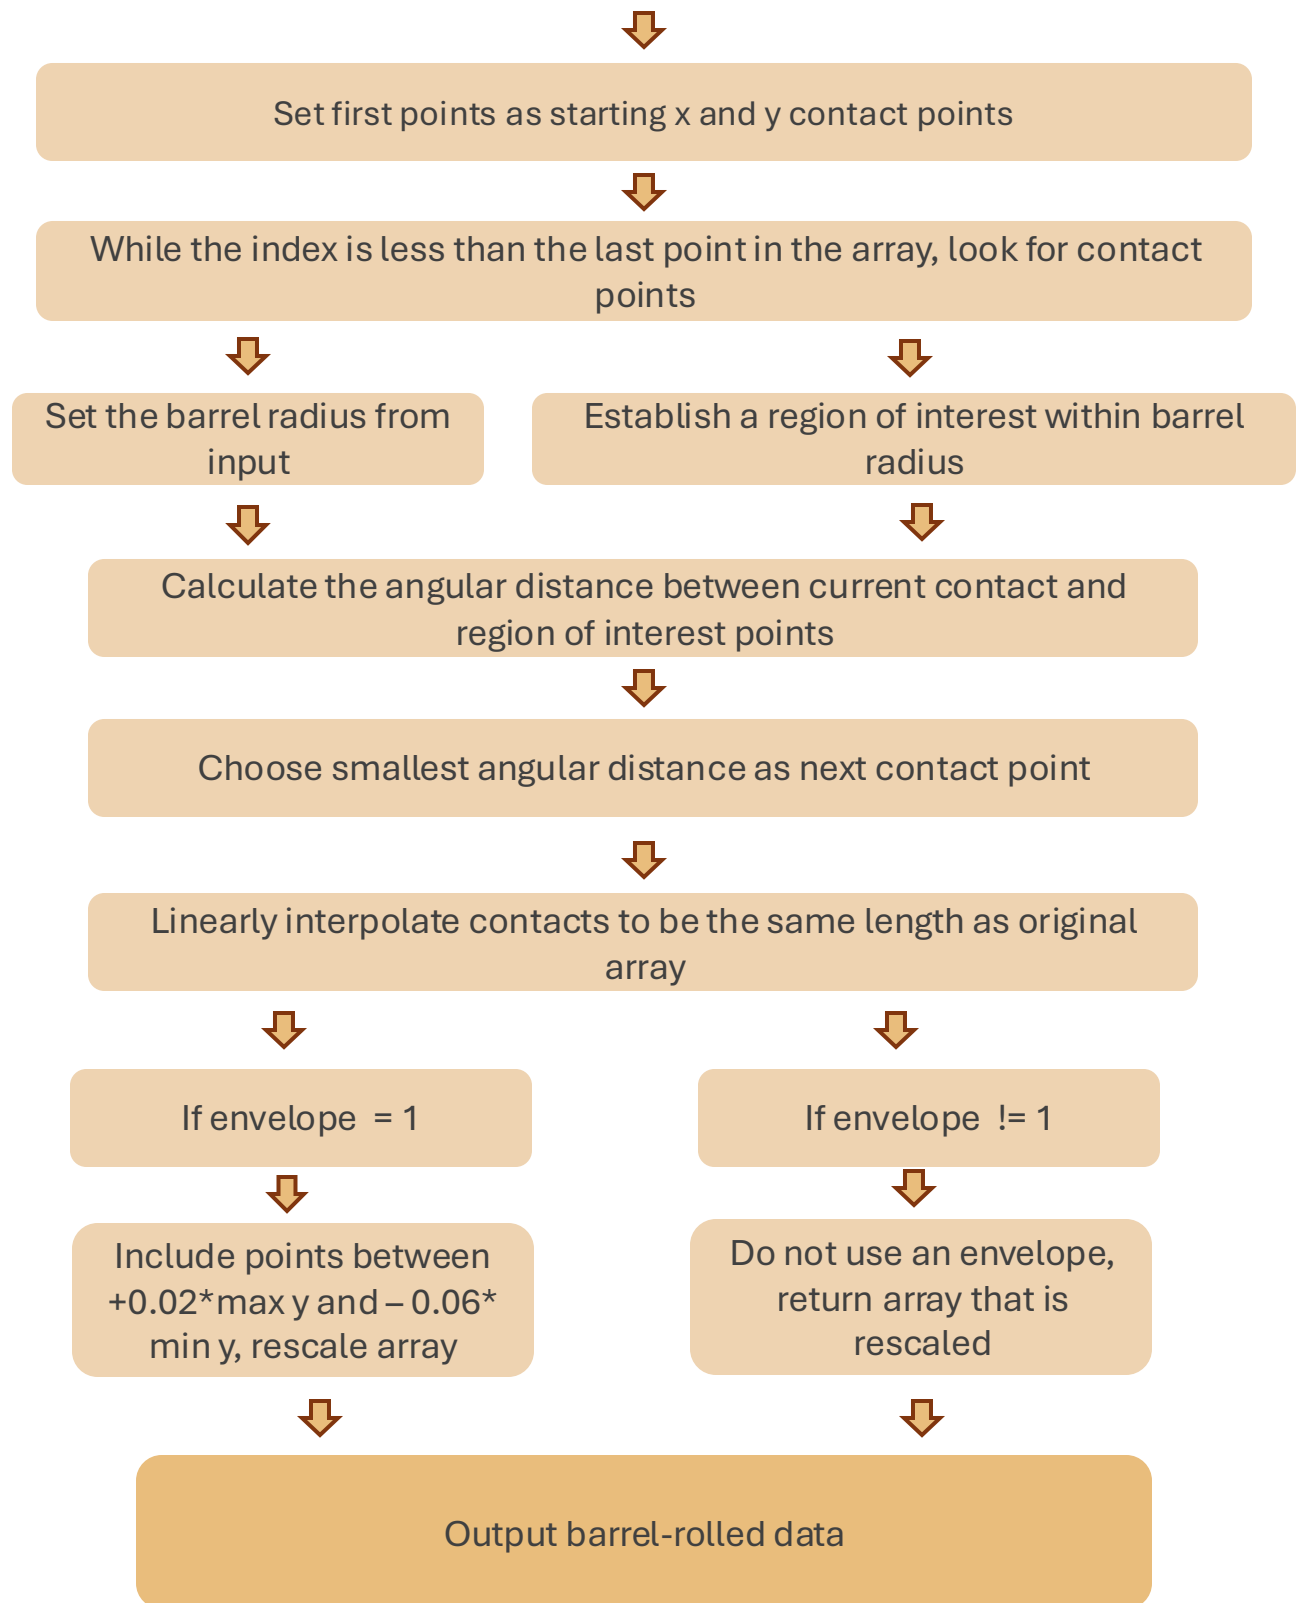 Set first points as starting x and y contact points
While the index is less than the last point in the array, look for contact
points
Set the barrel radius from
input
Establish a region of interest within barrel
radius
Calculate the angular distance between current contact and
region of interest points
Choose smallest angular distance as next contact point
Linearly interpolate contacts to be the same length as original
array
If envelope = 1
If envelope != 1
Include points between
+0.02*max y and – 0.06*
min y, rescale array
Do not use an envelope,
return array that is
rescaled
Output barrel-rolled data